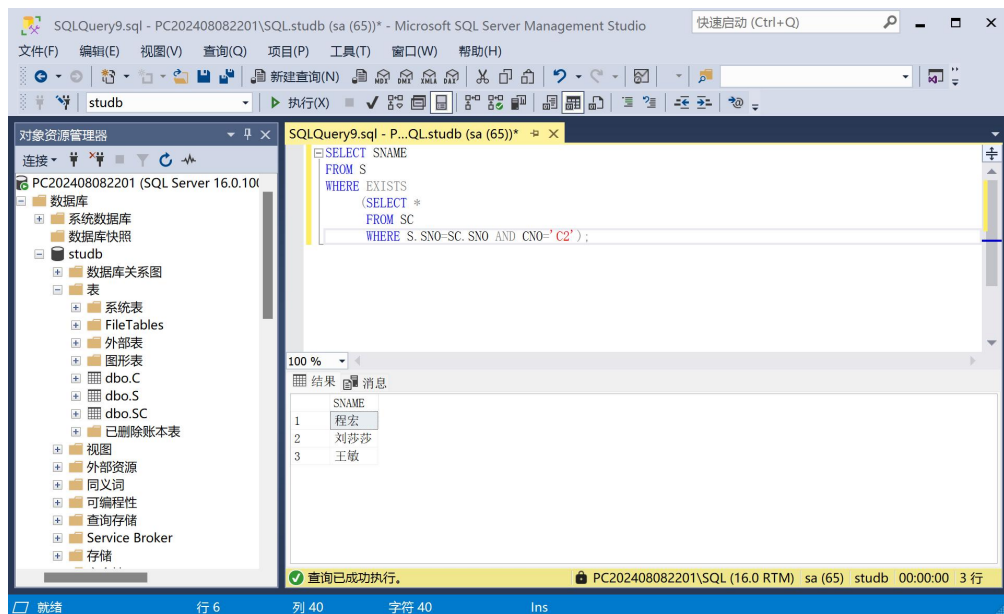 SQLQuery9.sql - PC202408082201\SQL.studb (sa (65))* - Microsoft SQL Server Management Studio
快速启动 (Ctrl+Q)
文件(F) 编辑(E) 视图(V) 查询(Q) 项目(P) 工具(T) 窗口(W) 帮助(H)
新建查询(N)
studb 执行(X)
对象资源管理器
连接
PC202408082201 (SQL Server 16.0.100
数据库
系统数据库
数据库快照
studb
数据库关系图
表
系统表
FileTables
外部表
图形表
dbo.C
dbo.S
dbo.SC
已删除账本表
视图
外部资源
同义词
可编程性
查询存储
Service Broker
存储
SQLQuery9.sql - P...QL.studb (sa (65))*
SELECT SNAME
FROM S
WHERE EXISTS
(SELECT *
FROM SC
WHERE S.SNO=SC.SNO AND CNO='C2');
100 %
结果 消息
SNAME
1 程宏
2 刘莎莎
3 王敏
查询已成功执行。 PC202408082201\SQL (16.0 RTM) sa (65) studb 00:00:00 3 行
就绪 行 6 列 40 字符 40 Ins